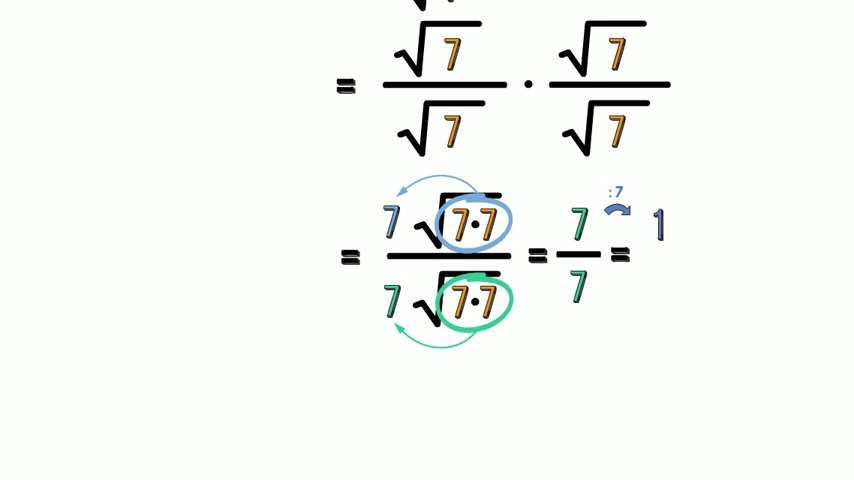 = √7/√7 · √7/√7
:7
= 7√7·7/7√7·7 = 7/7 = 1